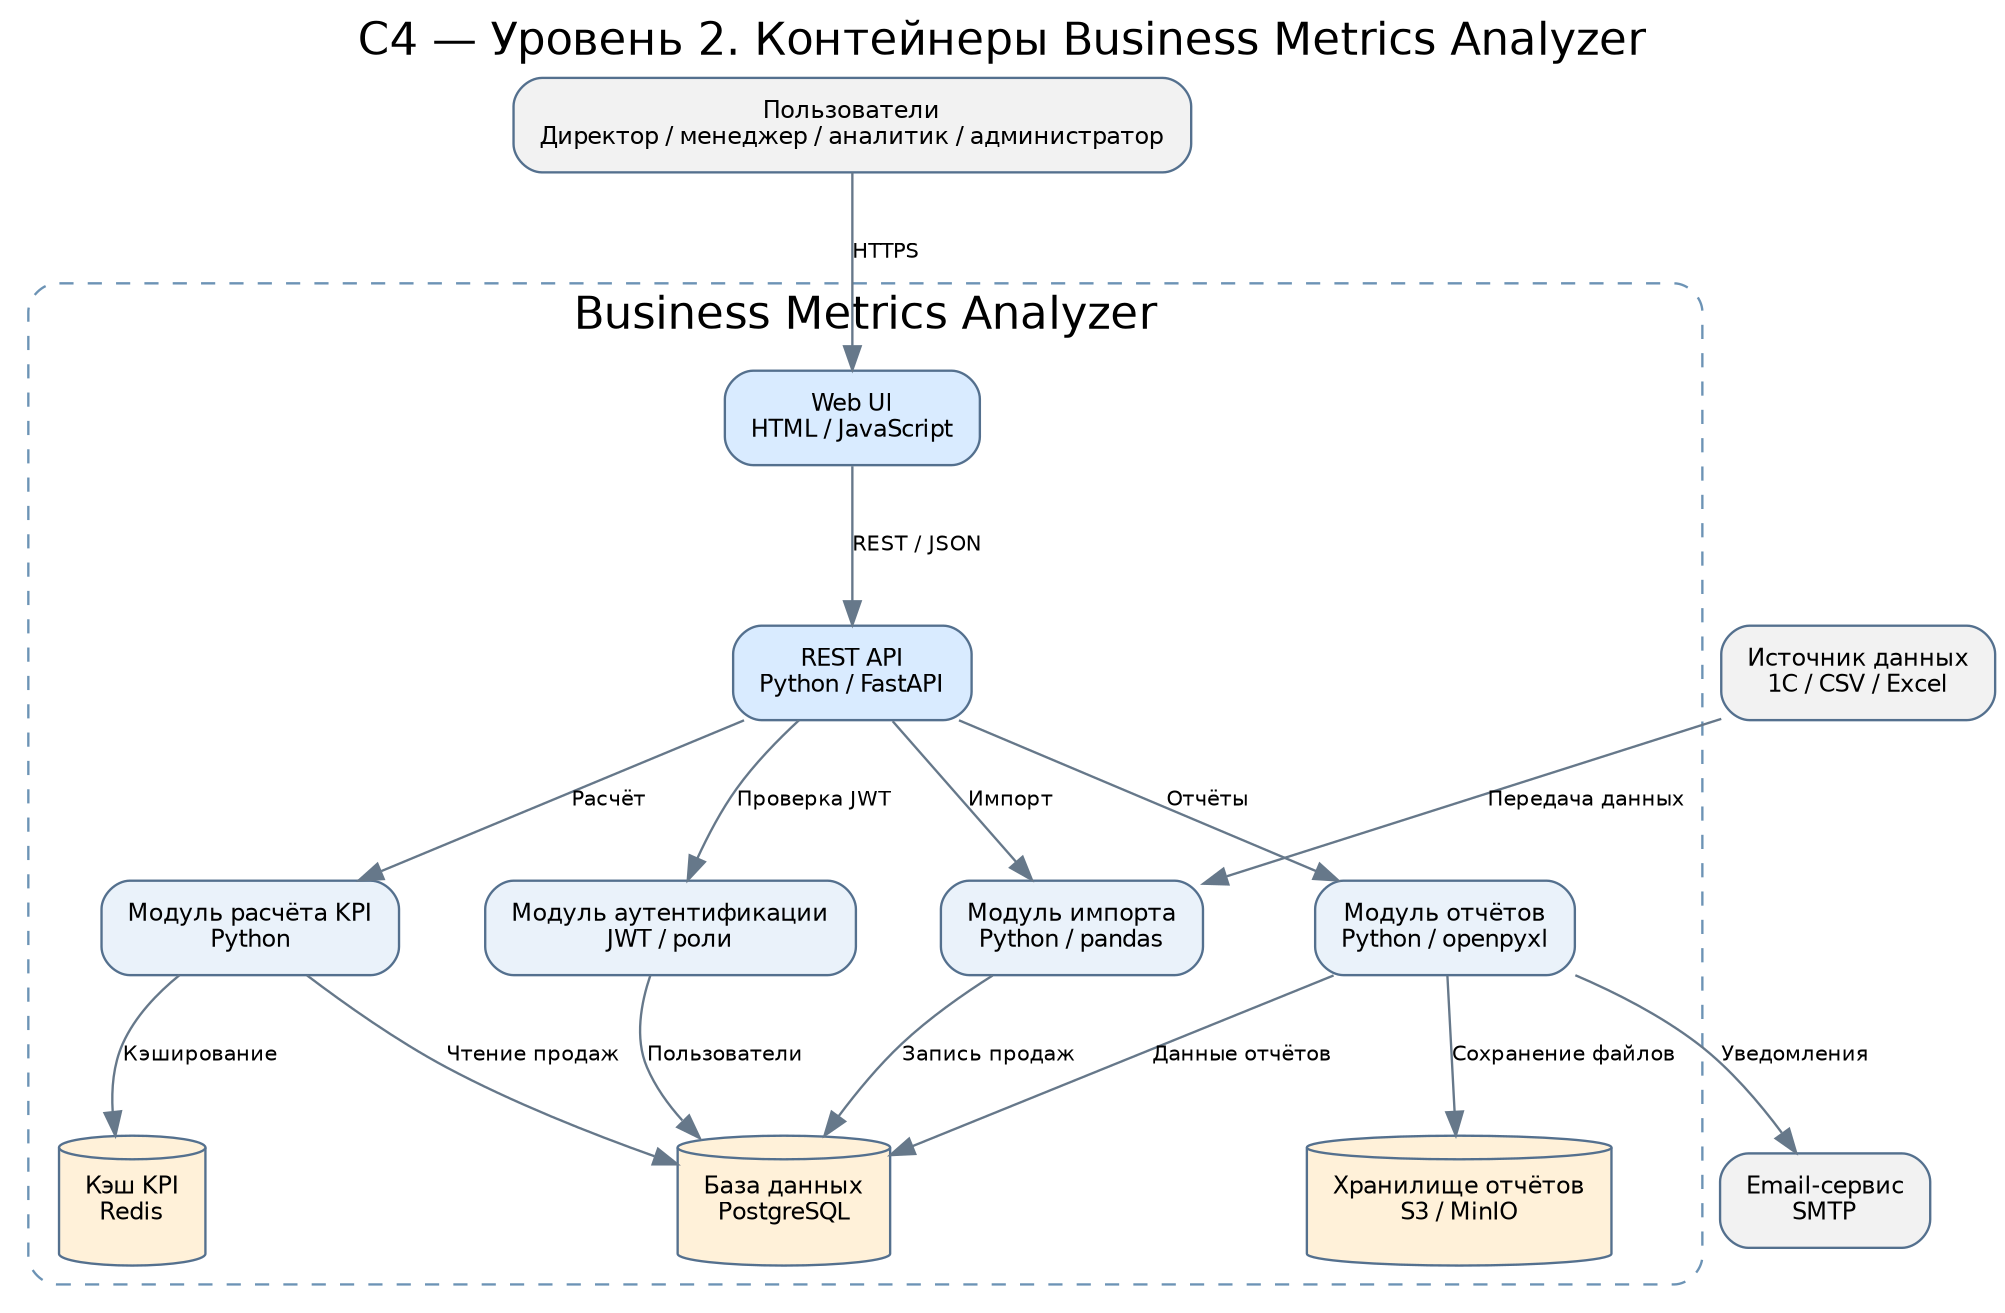 C4 — Уровень 2. Контейнеры Business Metrics Analyzer
Пользователи
Директор / менеджер / аналитик / администратор
HTTPS
Business Metrics Analyzer
Web UI
HTML / JavaScript
REST / JSON
REST API
Python / FastAPI
Источник данных
1C / CSV / Excel
Расчёт
Проверка JWT
Импорт
Отчёты
Передача данных
Модуль расчёта KPI
Python
Модуль аутентификации
JWT / роли
Модуль импорта
Python / pandas
Модуль отчётов
Python / openpyxl
Кэширование
Чтение продаж
Пользователи
Запись продаж
Данные отчётов
Сохранение файлов
Уведомления
Кэш KPI
Redis
База данных
PostgreSQL
Хранилище отчётов
S3 / MinIO
Email-сервис
SMTP